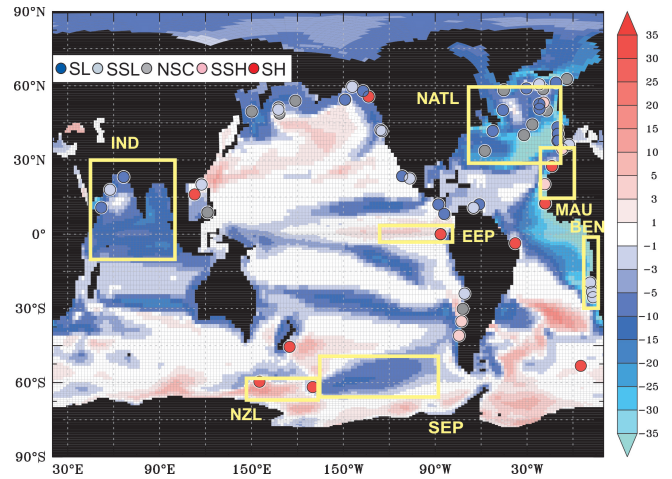 90°N
60°N
30°N
0°
30°S
60°S
90°S
30°E 90°E 150°E 150°W 90°W 30°W
SL SSL NSC SSH SH
NATL
IND
MAU
BEN
EEP
NZL
SEP
35
30
25
20
15
10
5
3
1
-1
-3
-5
-10
-15
-20
-25
-30
-35